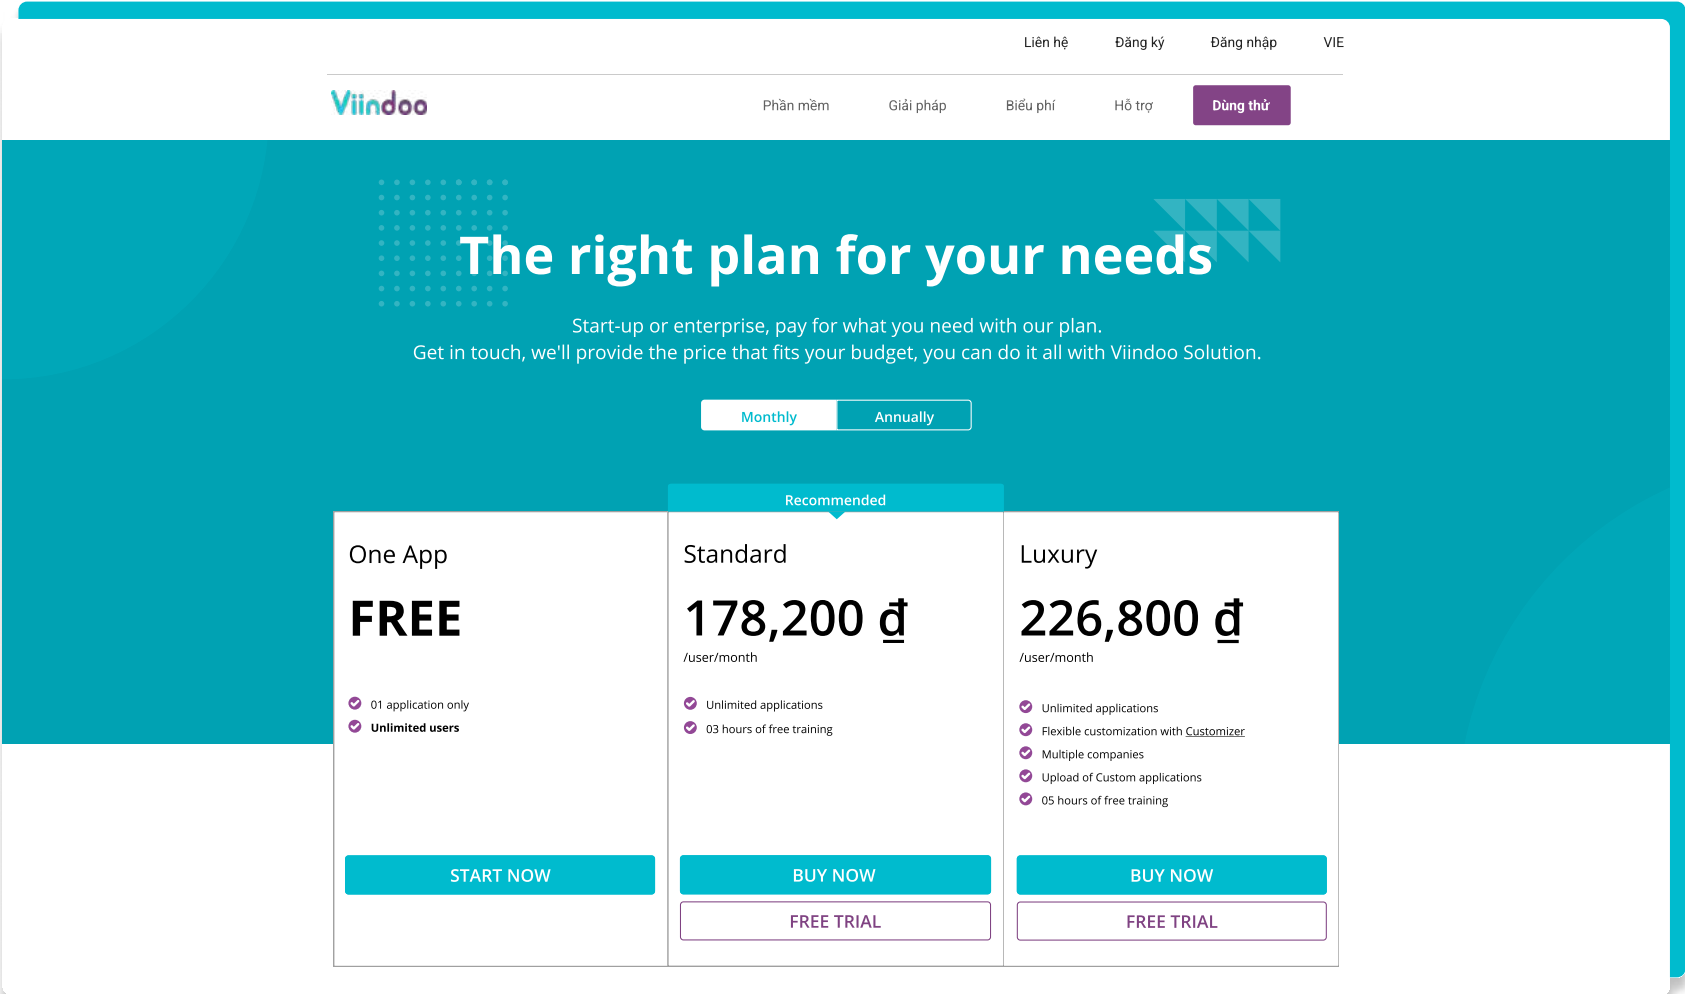 Liên hệ Đăng ký Đăng nhập VIE
Viindoo Phần mềm Giải pháp Biểu phí Hỗ trợ Dùng thử
The right plan for your needs
Start-up or enterprise, pay for what you need with our plan.
Get in touch, we'll provide the price that fits your budget, you can do it all with Viindoo Solution.
Monthly Annually
Recommended
One App
FREE
01 application only
Unlimited users
START NOW
Standard
178,200 ₫
/user/month
Unlimited applications
03 hours of free training
BUY NOW
FREE TRIAL
Luxury
226,800 ₫
/user/month
Unlimited applications
Flexible customization with Customizer
Multiple companies
Upload of Custom applications
05 hours of free training
BUY NOW
FREE TRIAL